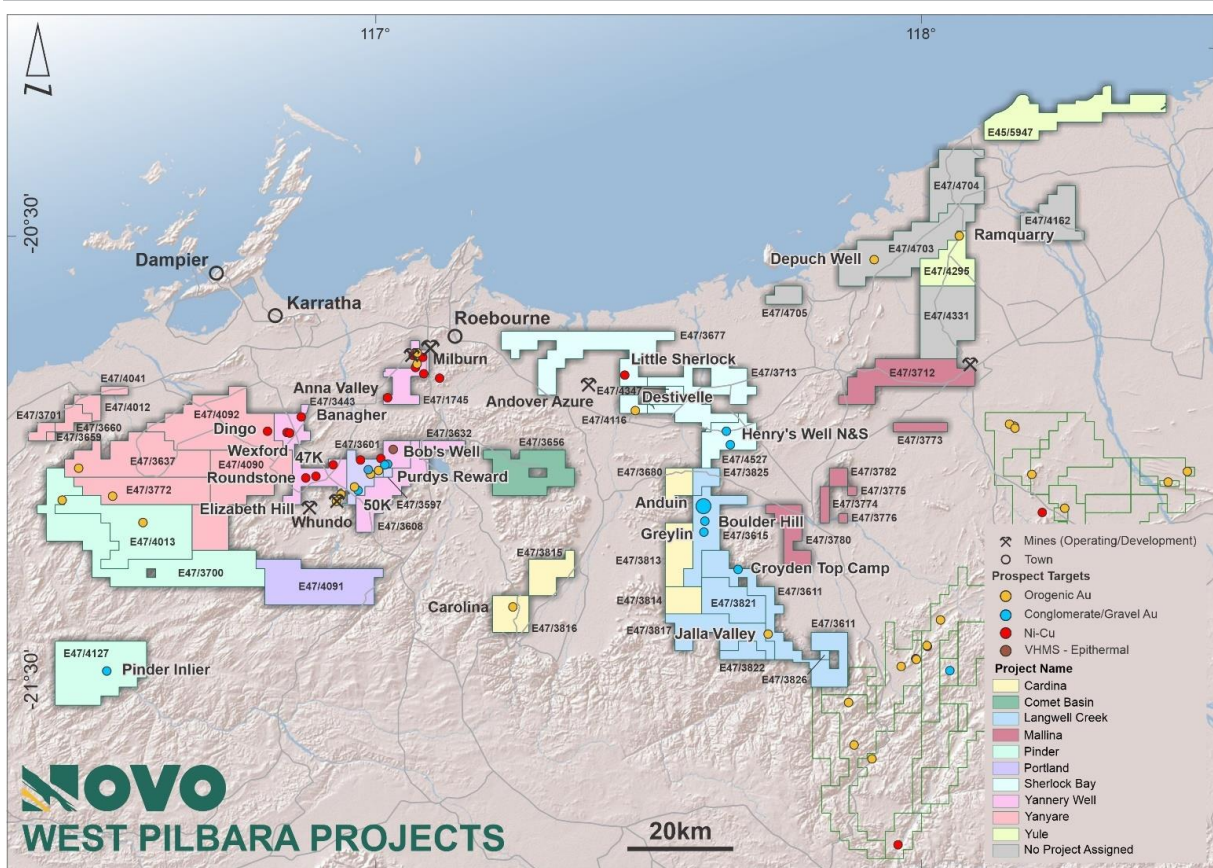 117°
118°
N
-20°30'
-21°30'
E45/5947
E47/4704
E47/4162
E47/4703
Ramquarry
Depuch Well
E47/4295
E47/4705
E47/4331
Dampier
Karratha
Roebourne
E47/3677
Milburn
Little Sherlock
E47/3713
E47/3712
Anna Valley
E47/1745
Andover Azure
E47/4347
Destivelle
E47/4116
E47/3773
E47/4041
E47/3701
E47/4012
E47/3660
E47/3659
E47/4092
E47/3443
Banagher
Dingo
Wexford
E47/3637
E47/4090
47K
E47/3601
E47/3632
Bob's Well
E47/3656
Henry's Well N&S
E47/4527
Roundstone
Purdys Reward
E47/3772
E47/3680
E47/3825
E47/3782
E47/3775
E47/3774
E47/3776
Elizabeth Hill
Whundo
50K
E47/3597
E47/3608
Anduin
Greylin
Boulder Hill
E47/3615
E47/3780
E47/4013
E47/3700
E47/4091
E47/3815
E47/3813
Croyden Top Camp
E47/3611
Carolina
E47/3814
E47/3821
E47/3816
E47/3817
Jalla Valley
E47/3611
E47/3822
E47/3826
E47/4127
Pinder Inlier
Mines (Operating/Development)
Town
Prospect Targets
Orogenic Au
Conglomerate/Gravel Au
Ni-Cu
VHMS - Epithermal
Project Name
Cardina
Comet Basin
Langwell Creek
Mallina
Pinder
Portland
Sherlock Bay
Yannery Well
Yanyare
Yule
No Project Assigned
NOVO
WEST PILBARA PROJECTS
20km